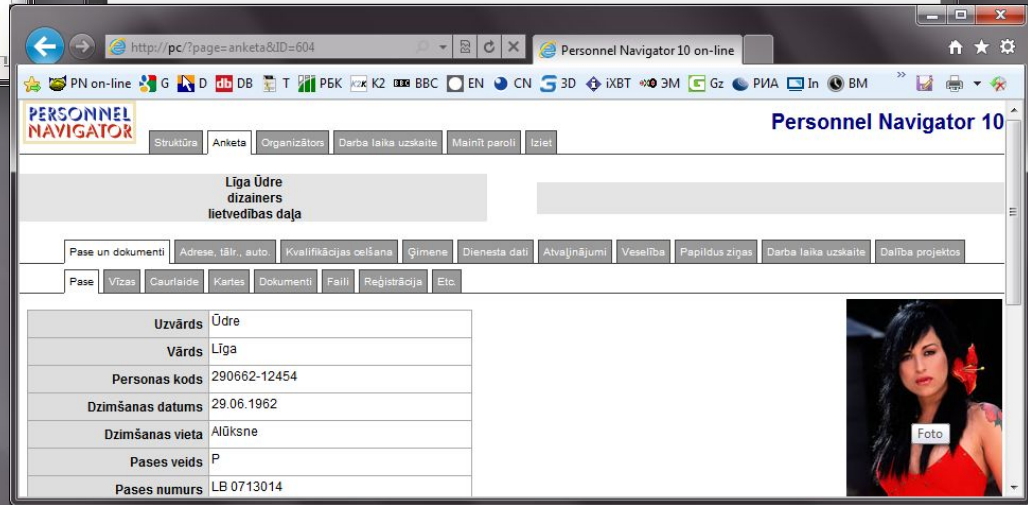 http://pc/?page=anketa&ID=604
Personnel Navigator 10 on-line
PN on-line G D db DB T РБК K2 BBC EN CN 3D iXBT ЭМ Gz РИА In BM
PERSONNEL
NAVIGATOR
Personnel Navigator 10
Struktūra Anketa Organizātors Darba laika uzskaite Mainīt paroli Iziet
Līga Ūdre
dizainers
lietvedības daļa
Pase un dokumenti Adrese, tālr., auto. Kvalifikācijas celšana Ģimene Dienesta dati Atvaļinājumi Veselība Papildus ziņas Darba laika uzskaite Dalība projektos
Pase Vīzas Caurlaide Kartes Dokumenti Faili Reģistrācija Etc.
Uzvārds Ūdre
Vārds Līga
Personas kods 290662-12454
Dzimšanas datums 29.06.1962
Dzimšanas vieta Alūksne
Pases veids P
Pases numurs LB 0713014
Foto